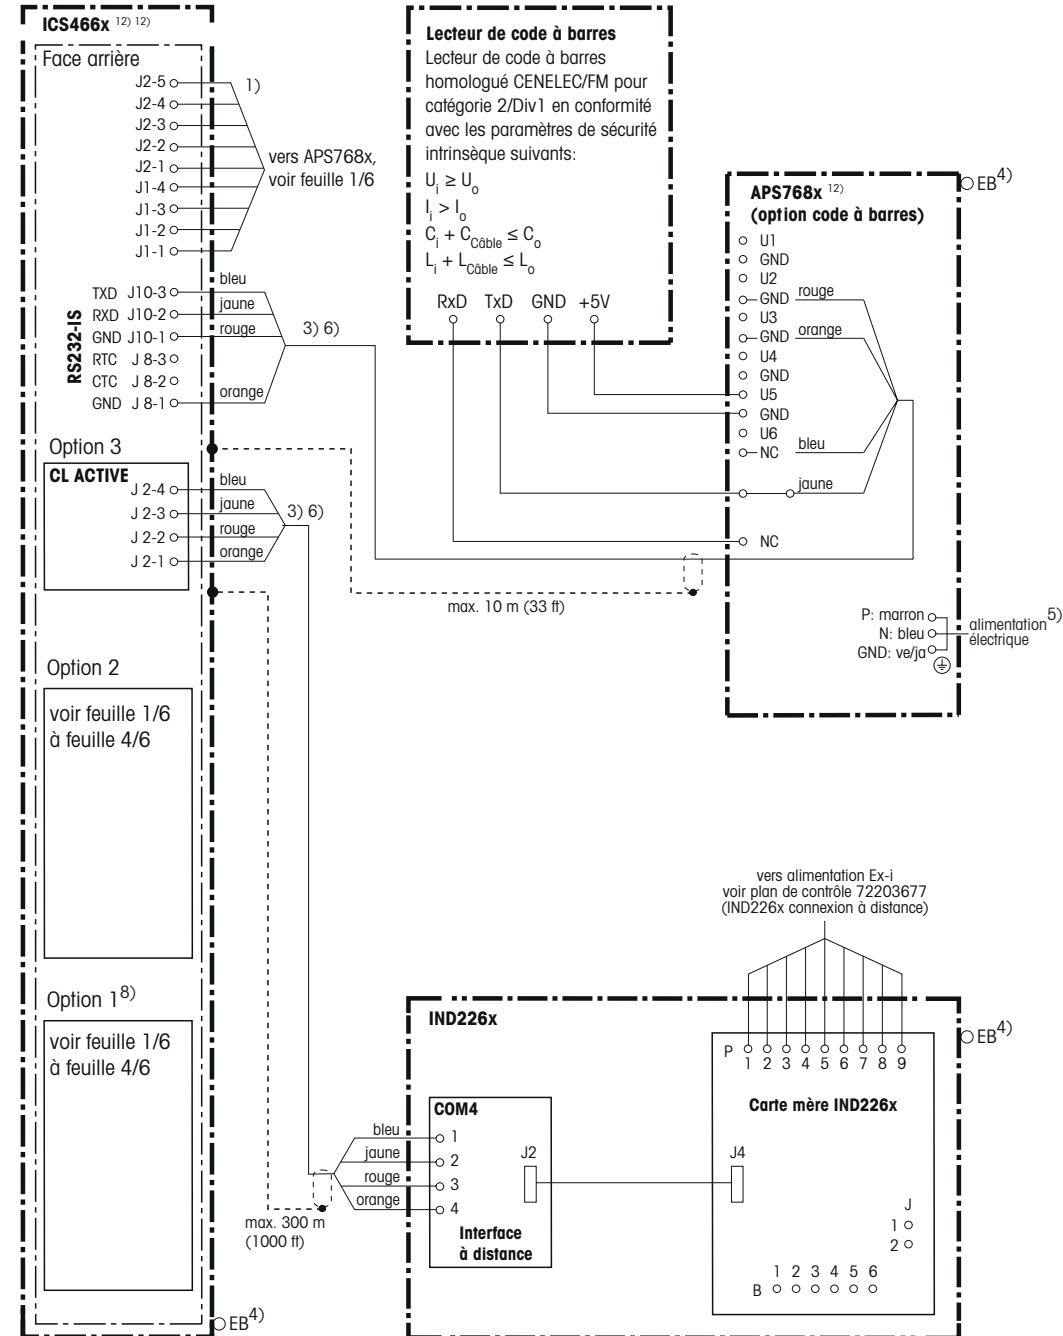 ICS466x 12) 12)
Face arrière
J2-5
J2-4
J2-3
J2-2
J2-1
J1-4
J1-3
J1-2
J1-1
1)
vers APS768x,
voir feuille 1/6
RS232-IS
TXD J10-3 bleu
RXD J10-2 jaune
GND J10-1 rouge
RTC J 8-3
CTC J 8-2
GND J 8-1 orange
3) 6)
Option 3
CL ACTIVE
J 2-4 bleu
J 2-3 jaune
J 2-2 rouge
J 2-1 orange
3) 6)
Option 2
voir feuille 1/6
à feuille 4/6
Option 18)
voir feuille 1/6
à feuille 4/6
EB4)
Lecteur de code à barres
Lecteur de code à barres
homologué CENELEC/FM pour
catégorie 2/Div1 en conformité
avec les paramètres de sécurité
intrinsèque suivants:
Ui ≥ Uo
Ii > Io
Ci + CCâble ≤ Co
Li + LCâble ≤ Lo
RxD TxD GND +5V
APS768x 12)
(option code à barres)
EB4)
U1
GND
U2
GND rouge
U3
GND orange
U4
GND
U5
GND
U6
NC bleu
jaune
NC
max. 10 m (33 ft)
P: marron
N: bleu
GND: ve/ja
alimentation5)
électrique
vers alimentation Ex-i
voir plan de contrôle 72203677
(IND226x connexion à distance)
IND226x
EB4)
P
1 2 3 4 5 6 7 8 9
Carte mère IND226x
COM4
bleu 1
jaune 2
rouge 3
orange 4
J2
J4
Interface
à distance
max. 300 m
(1000 ft)
J
1
2
1 2 3 4 5 6
B